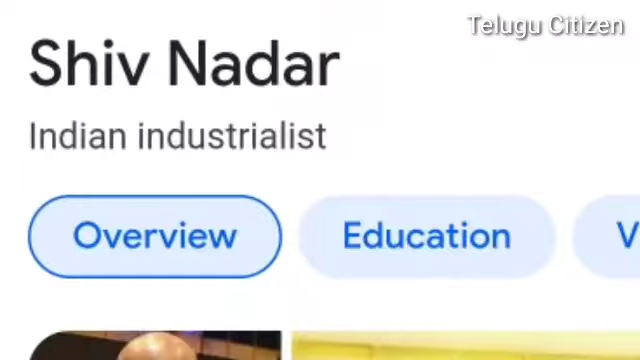 Telugu Citizen
Shiv Nadar
Indian industrialist
Overview
Education
V